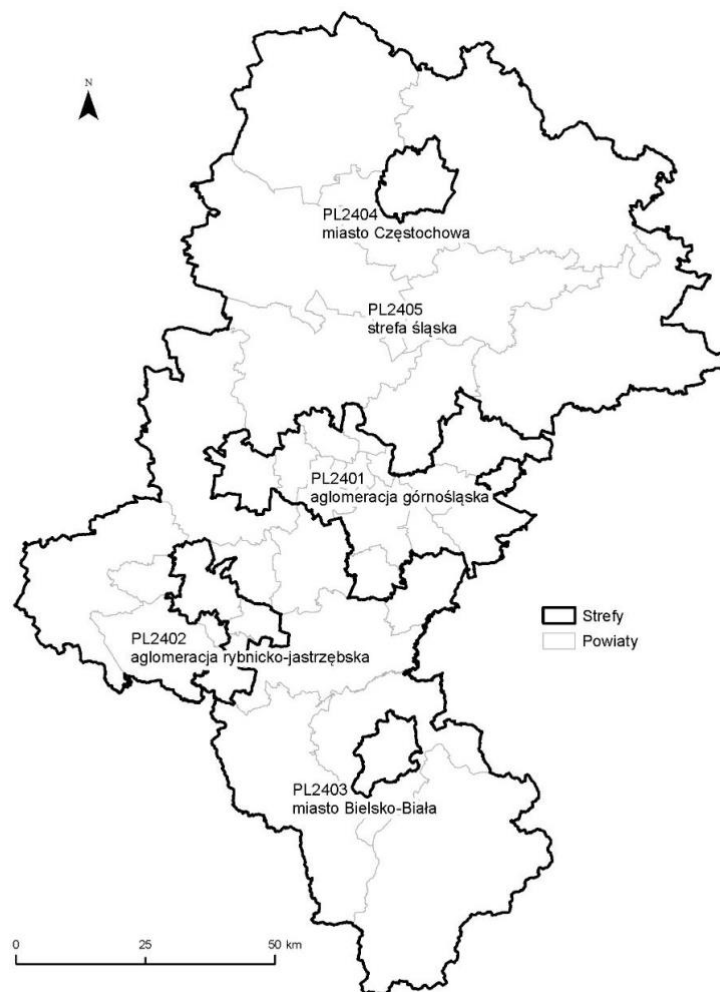 N
PL2404
miasto Częstochowa
PL2405
strefa śląska
PL2401
aglomeracja górnośląska
Strefy
Powiaty
PL2402
aglomeracja rybnicko-jastrzębska
PL2403
miasto Bielsko-Biała
0 25 50 km